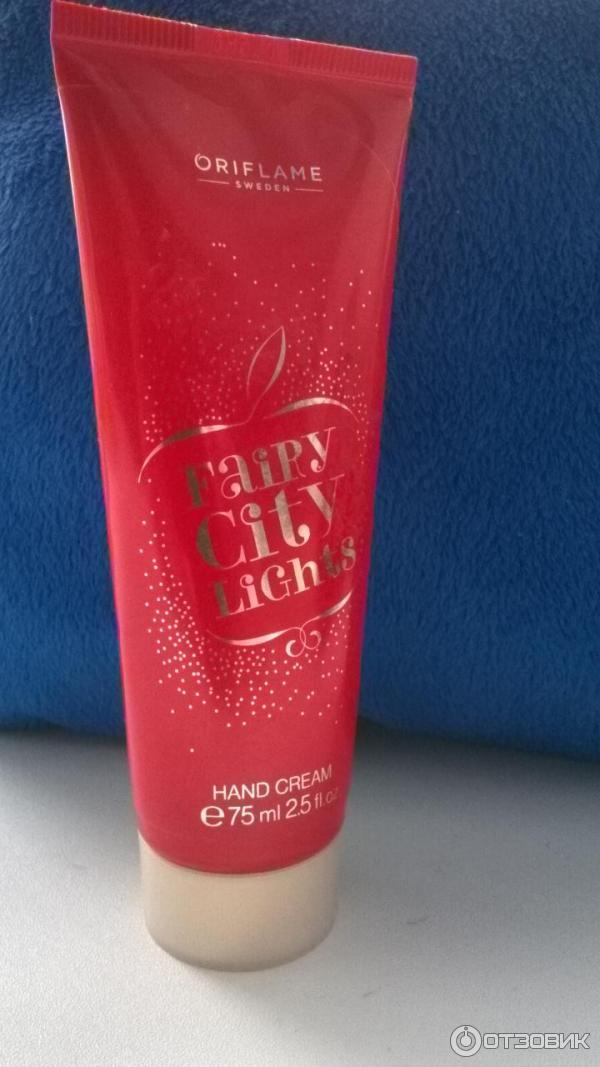 ORIFLAME
SWEDEN
FaiRy
City
LiGhts
HAND CREAM
℮75 ml 2.5 fl.oz
ОТЗОВИК